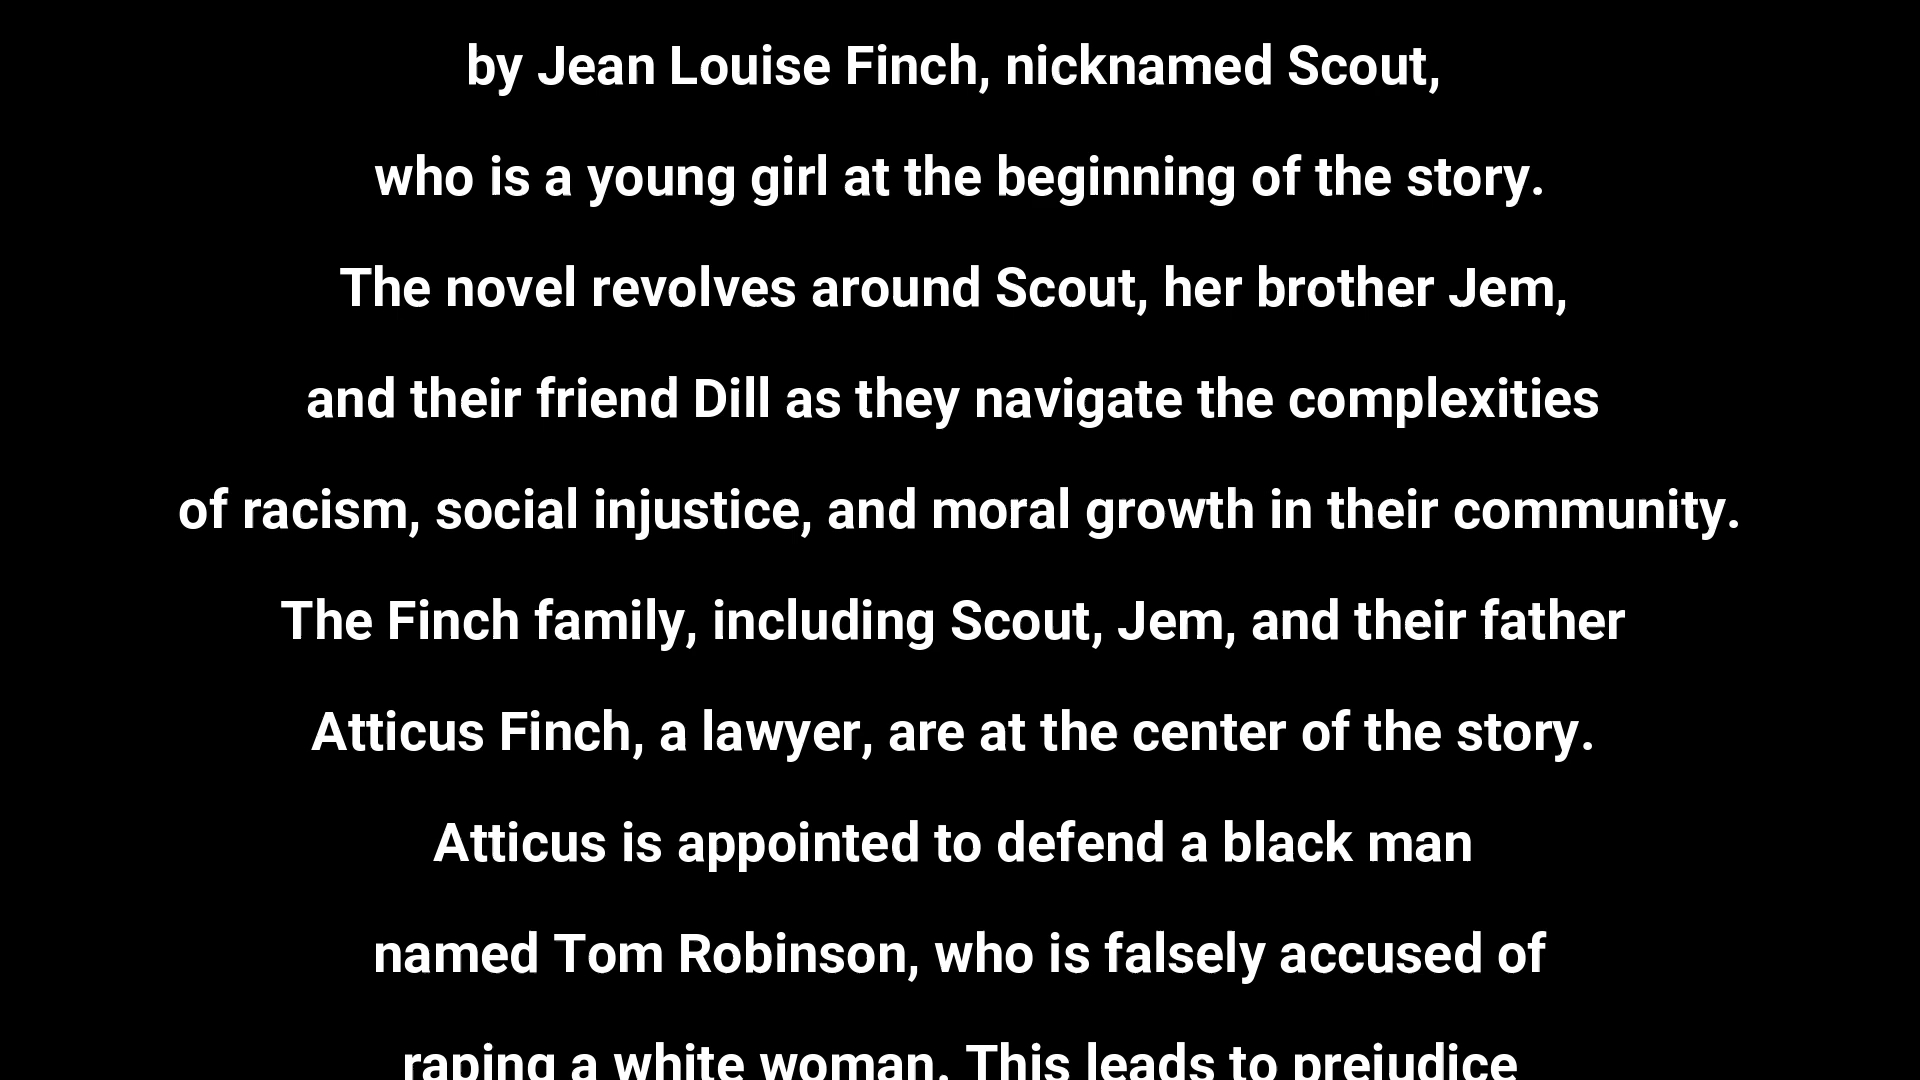 by Jean Louise Finch, nicknamed Scout,
who is a young girl at the beginning of the story.
The novel revolves around Scout, her brother Jem,
and their friend Dill as they navigate the complexities
of racism, social injustice, and moral growth in their community.
The Finch family, including Scout, Jem, and their father
Atticus Finch, a lawyer, are at the center of the story.
Atticus is appointed to defend a black man
named Tom Robinson, who is falsely accused of
raping a white woman. This leads to prejudice